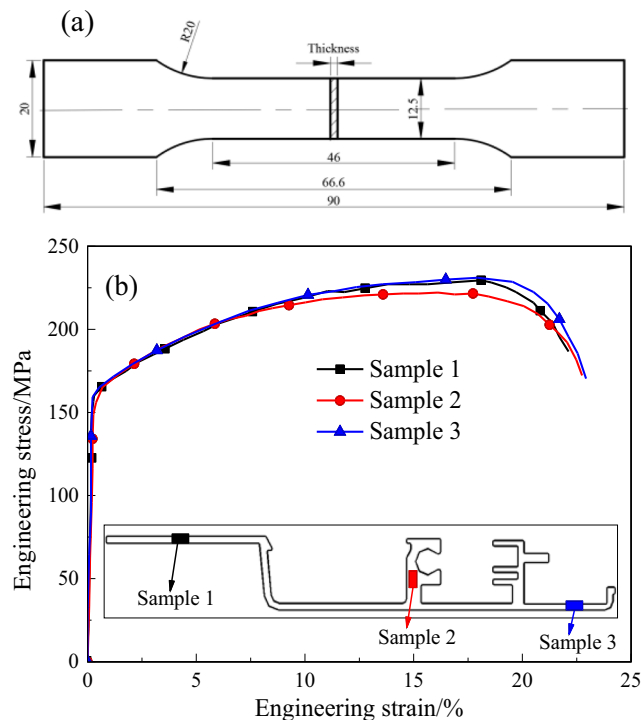 (a)
R20
Thickness
20
12.5
46
66.6
90
250
(b)
200
Sample 1
Sample 2
150
Sample 3
100
50
Sample 1
Sample 2
Sample 3
0
0 5 10 15 20 25
Engineering stress/MPa
Engineering strain/%